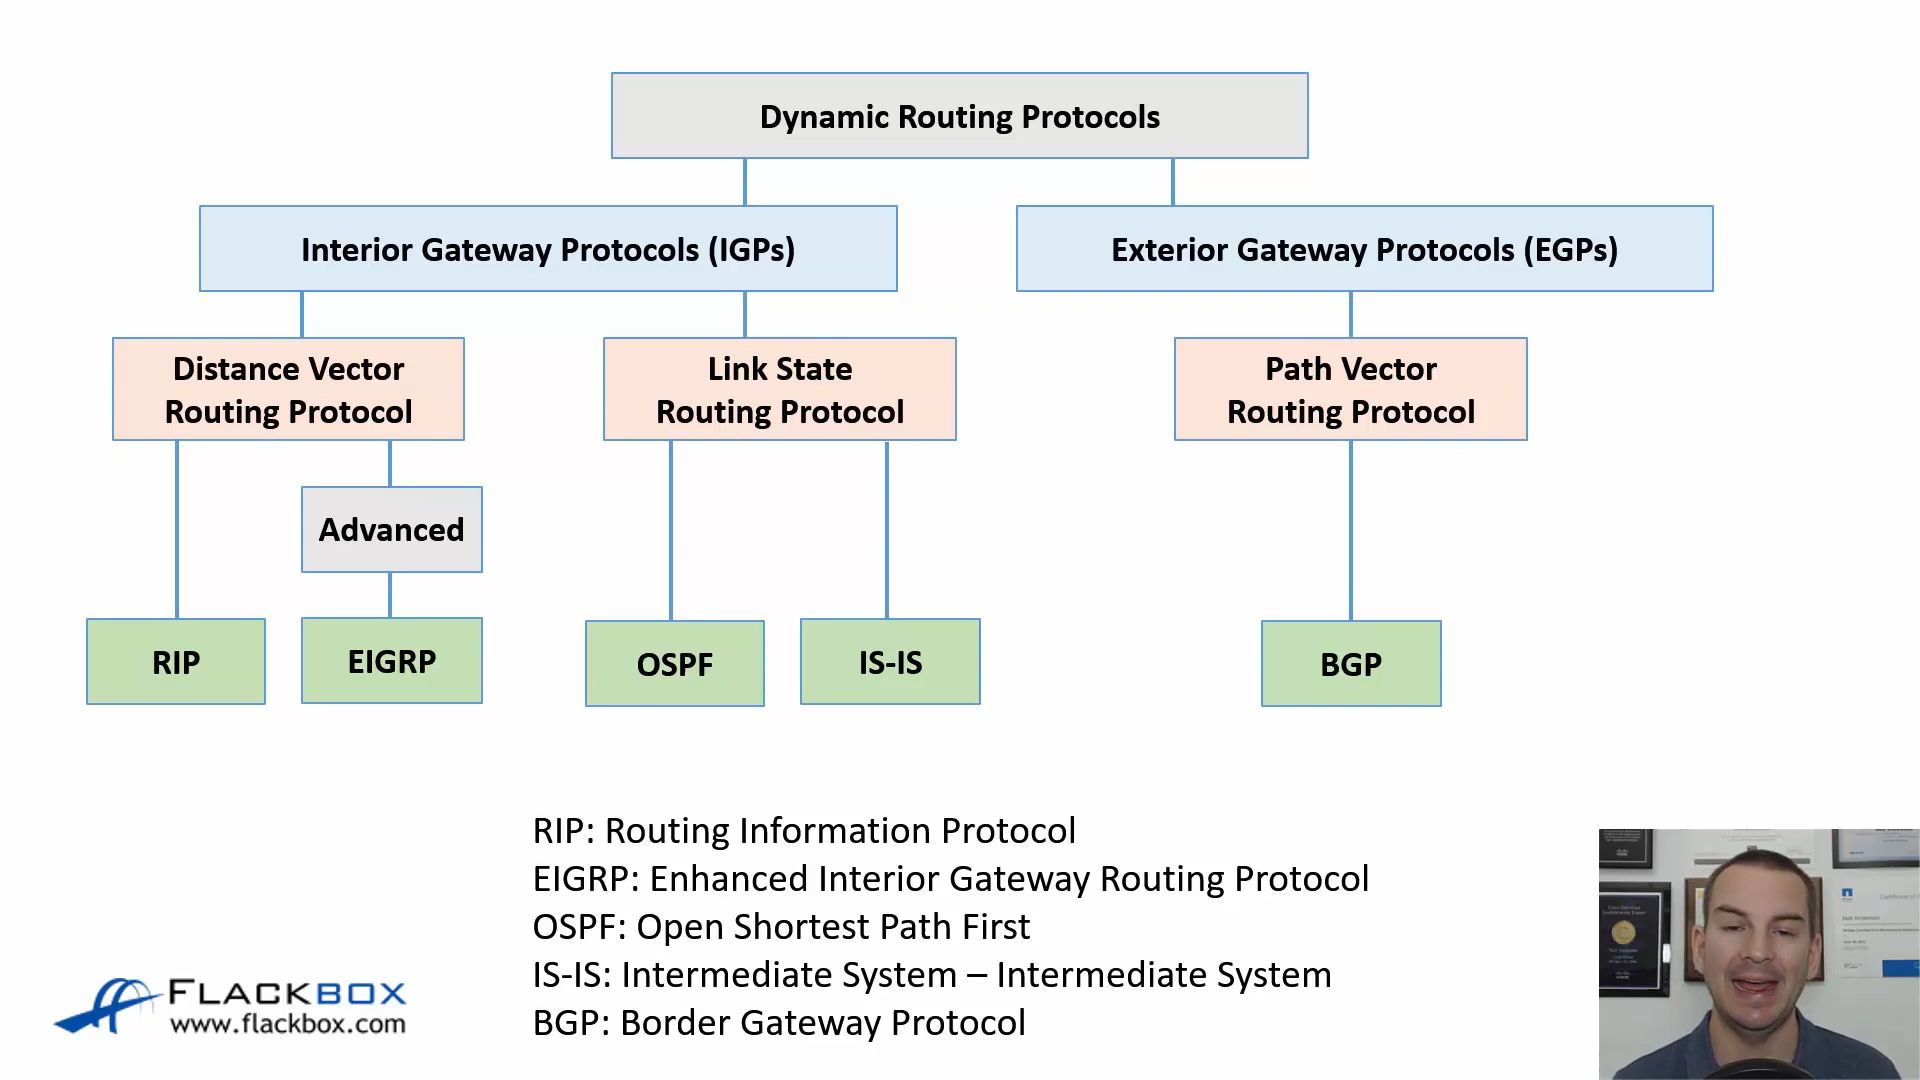 Dynamic Routing Protocols
Interior Gateway Protocols (IGPs)
Exterior Gateway Protocols (EGPs)
Distance Vector
Routing Protocol
Link State
Routing Protocol
Path Vector
Routing Protocol
Advanced
RIP
EIGRP
OSPF
IS-IS
BGP
RIP: Routing Information Protocol
EIGRP: Enhanced Interior Gateway Routing Protocol
OSPF: Open Shortest Path First
IS-IS: Intermediate System – Intermediate System
BGP: Border Gateway Protocol
FLACKBOX
www.flackbox.com